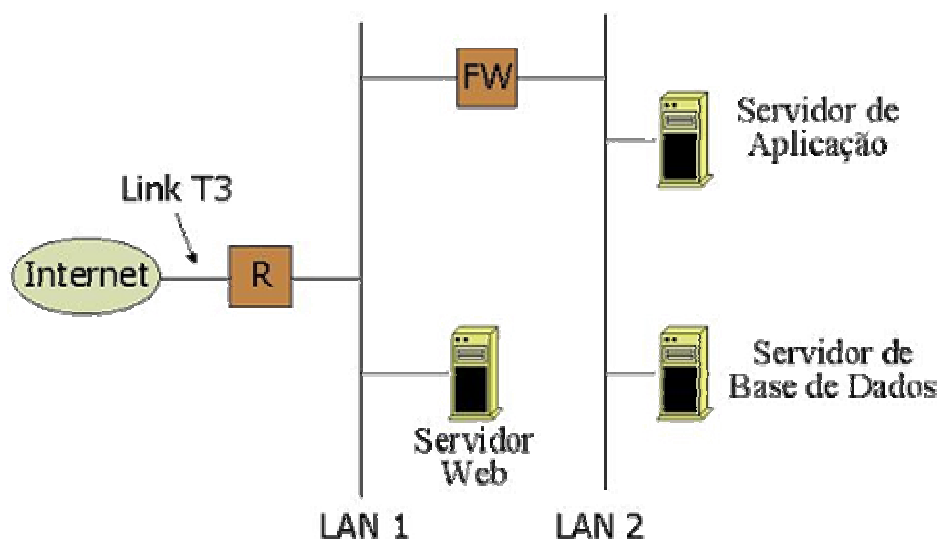 FW
Servidor de
Aplicação
Link T3
Internet
R
Servidor
Web
Servidor de
Base de Dados
LAN 1
LAN 2